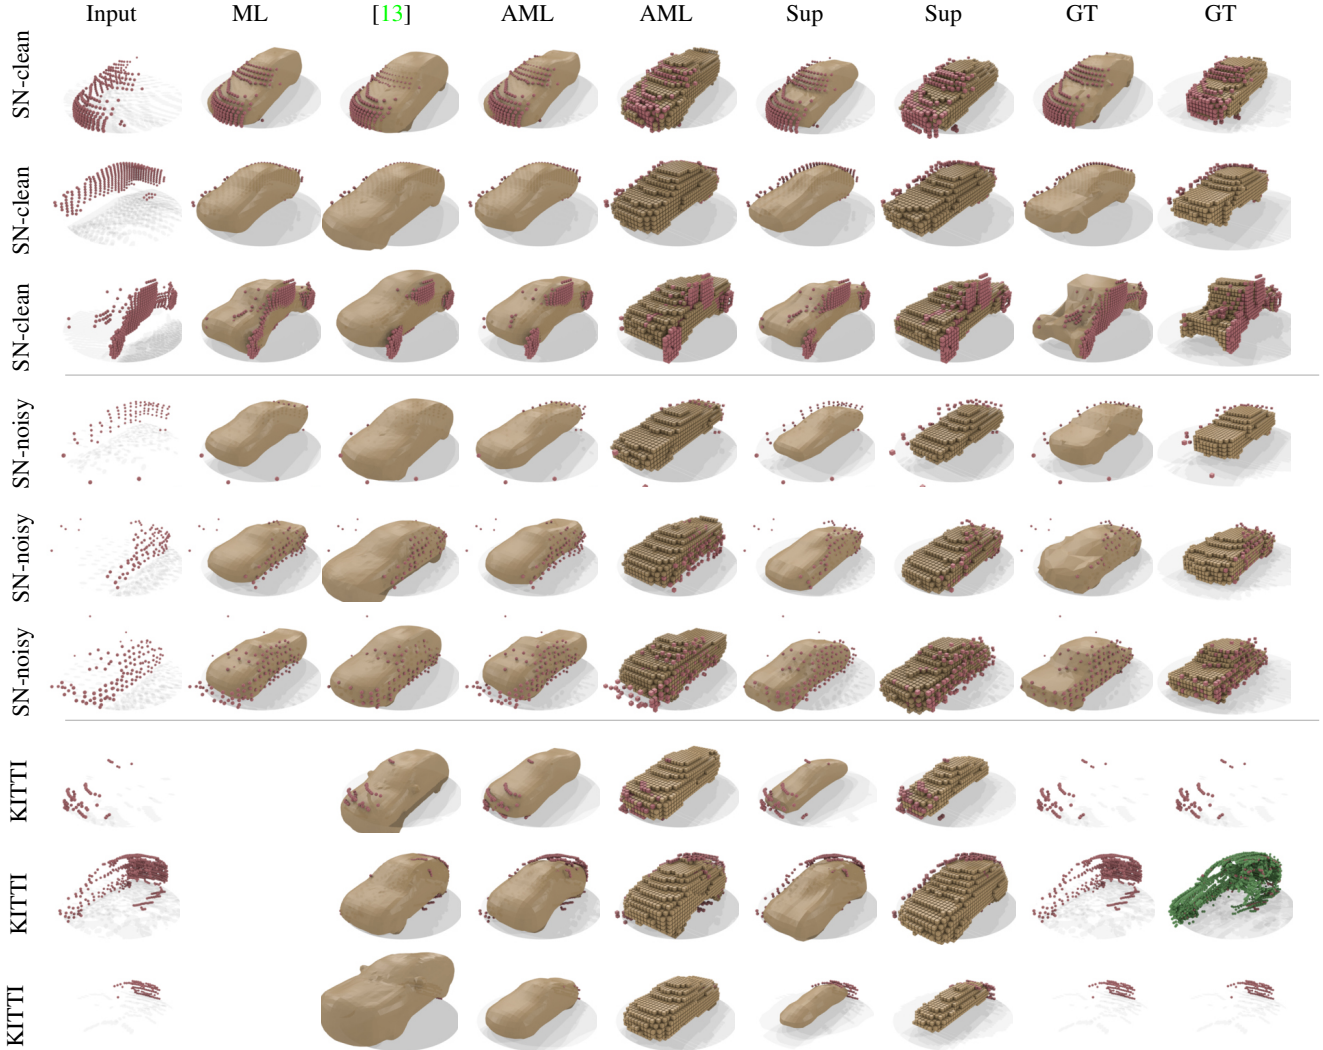 Input ML [13] AML AML Sup Sup GT GT
SN-clean
SN-clean
SN-clean
SN-noisy
SN-noisy
SN-noisy
KITTI
KITTI
KITTI